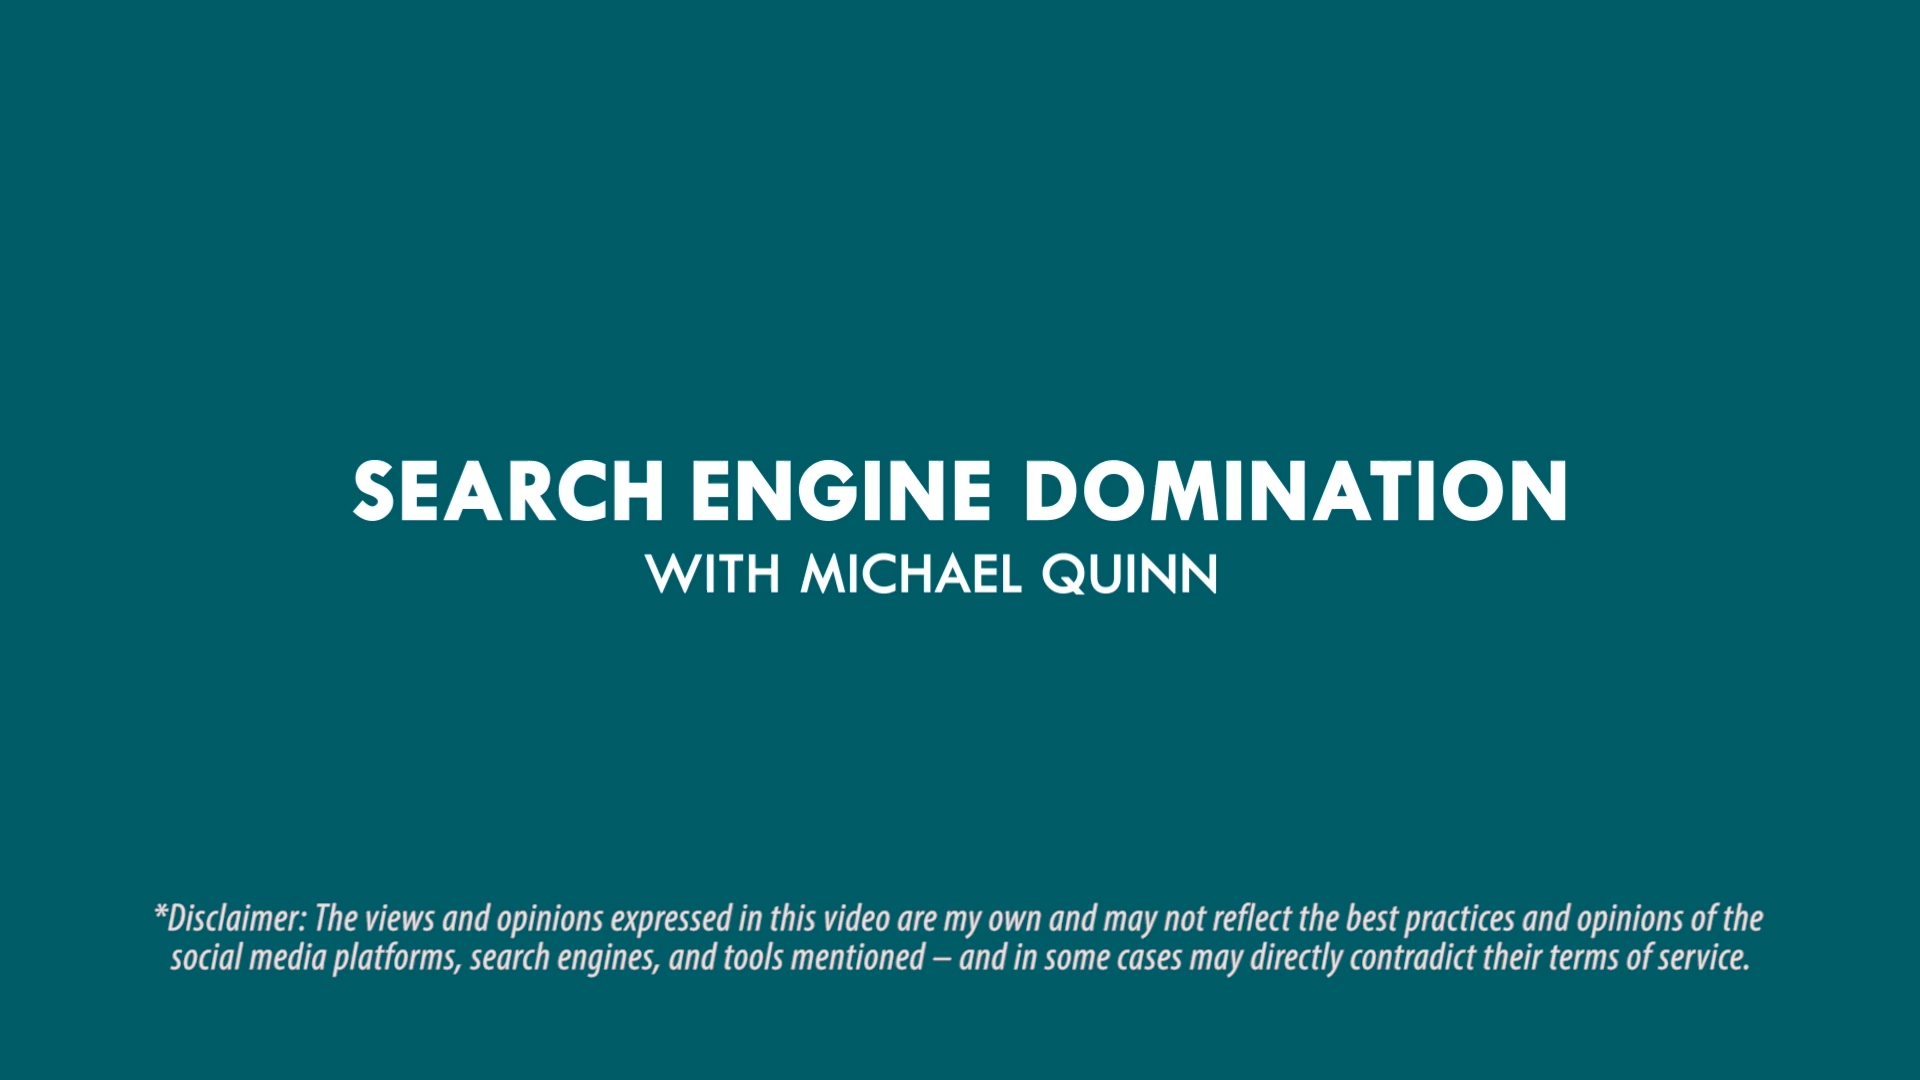 SEARCH ENGINE DOMINATION
WITH MICHAEL QUINN
*Disclaimer: The views and opinions expressed in this video are my own and may not reflect the best practices and opinions of the
social media platforms, search engines, and tools mentioned – and in some cases may directly contradict their terms of service.